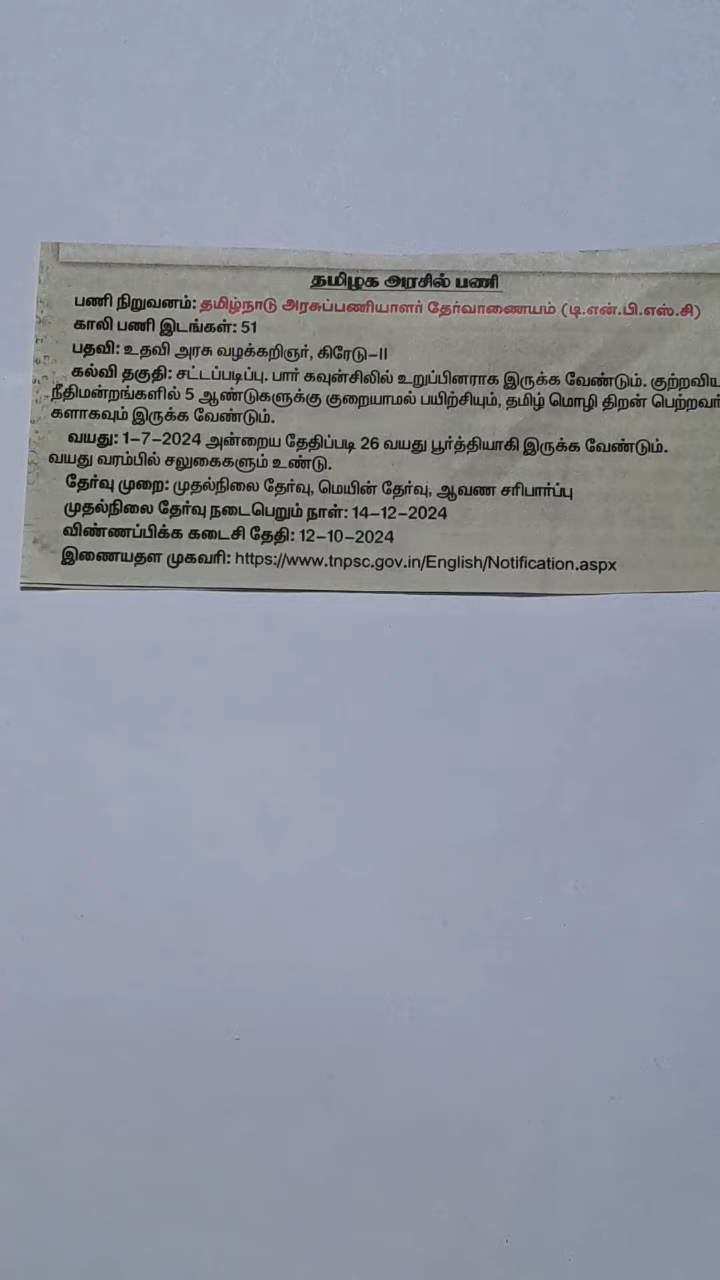 தமிழக அரசில் பணி
பணி நிறுவனம்: தமிழ்நாடு அரசுப்பணியாளர் தேர்வாணையம் (டி.என்.பி.எஸ்.சி)
காலி பணி இடங்கள்: 51
பதவி: உதவி அரசு வழக்கறிஞர், கிரேடு-II
கல்வி தகுதி: சட்டப்படிப்பு. பார் கவுன்சிலில் உறுப்பினராக இருக்க வேண்டும். குற்றவிய
நீதிமன்றங்களில் 5 ஆண்டுகளுக்கு குறையாமல் பயிற்சியும், தமிழ் மொழி திறன் பெற்றவர்
களாகவும் இருக்க வேண்டும்.
வயது: 1-7-2024 அன்றைய தேதிப்படி 26 வயது பூர்த்தியாகி இருக்க வேண்டும்.
வயது வரம்பில் சலுகைகளும் உண்டு.
தேர்வு முறை: முதல்நிலை தேர்வு, மெயின் தேர்வு, ஆவண சரிபார்ப்பு
முதல்நிலை தேர்வு நடைபெறும் நாள்: 14-12-2024
விண்ணப்பிக்க கடைசி தேதி: 12-10-2024
இணையதள முகவரி: https://www.tnpsc.gov.in/English/Notification.aspx